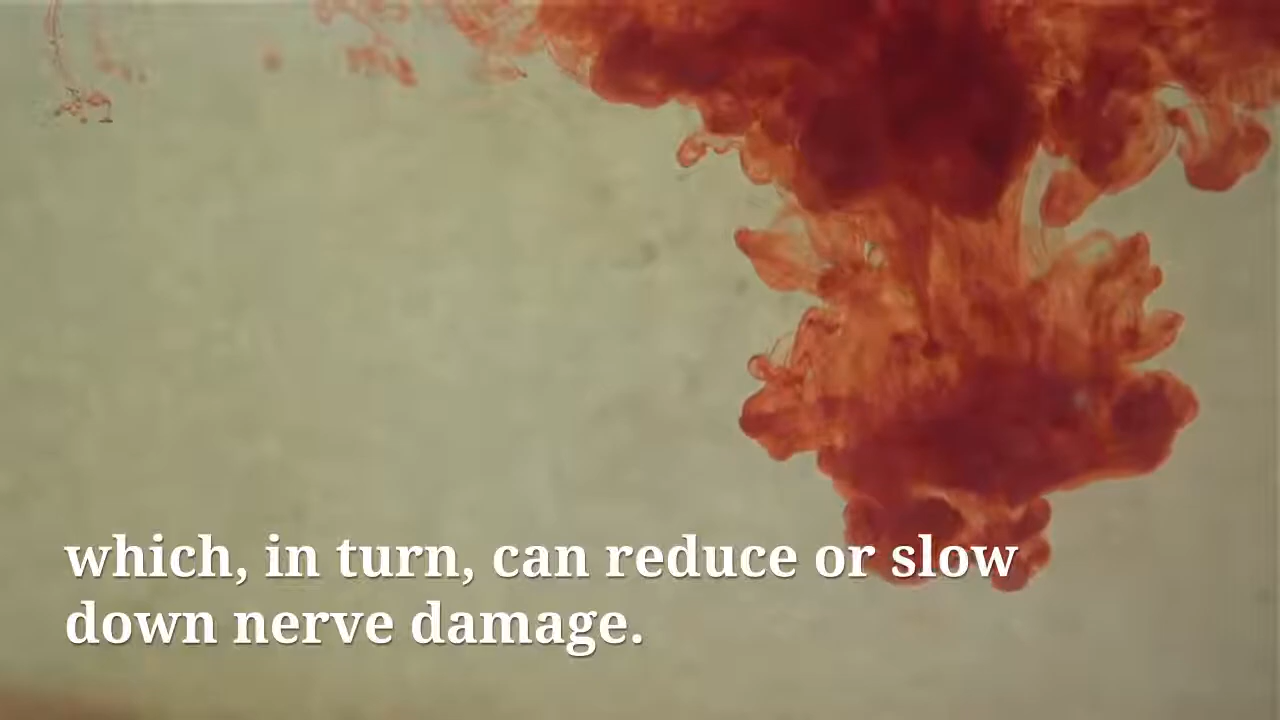 which, in turn, can reduce or slow
down nerve damage.